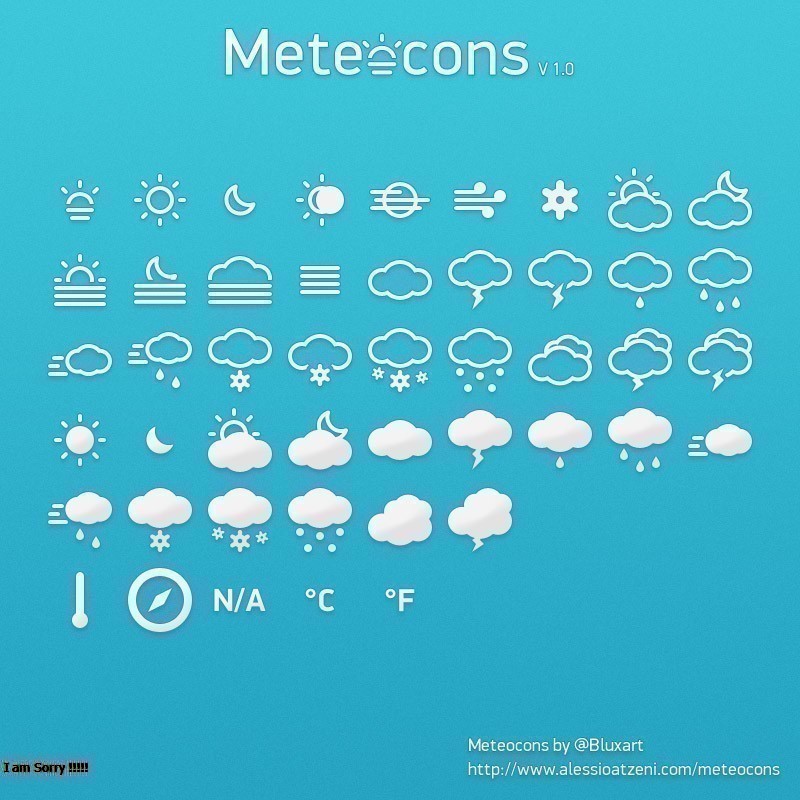 Meteocons V 1.0
N/A °C °F
Meteocons by @Bluxart
I am Sorry !!!!!
http://www.alessioatzeni.com/meteocons